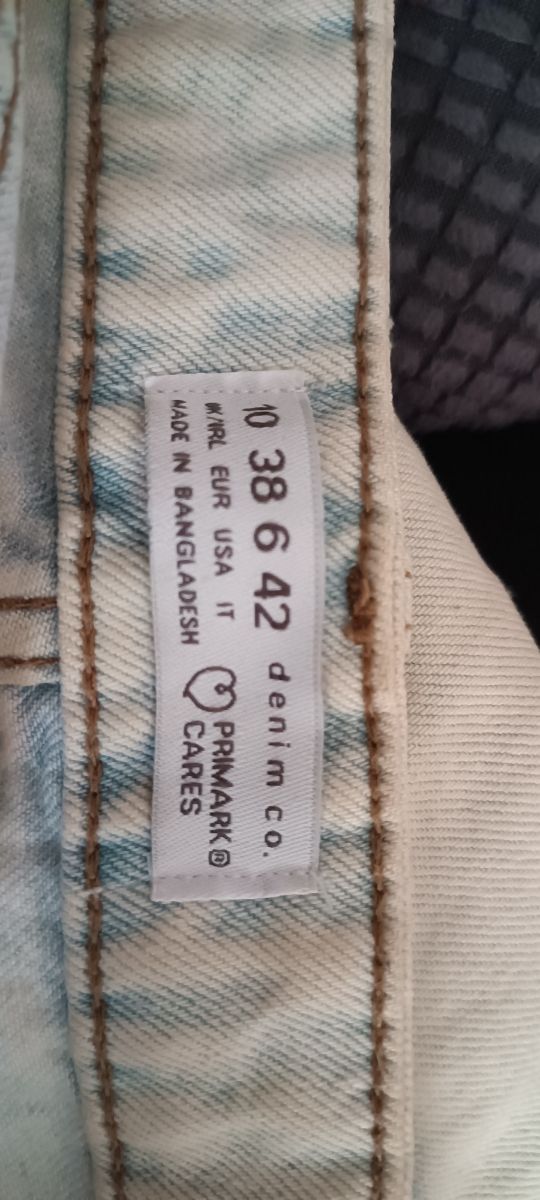 10 38 6 42 denim co.
UK/IRL EUR USA IT
MADE IN BANGLADESH
PRIMARK®
CARES